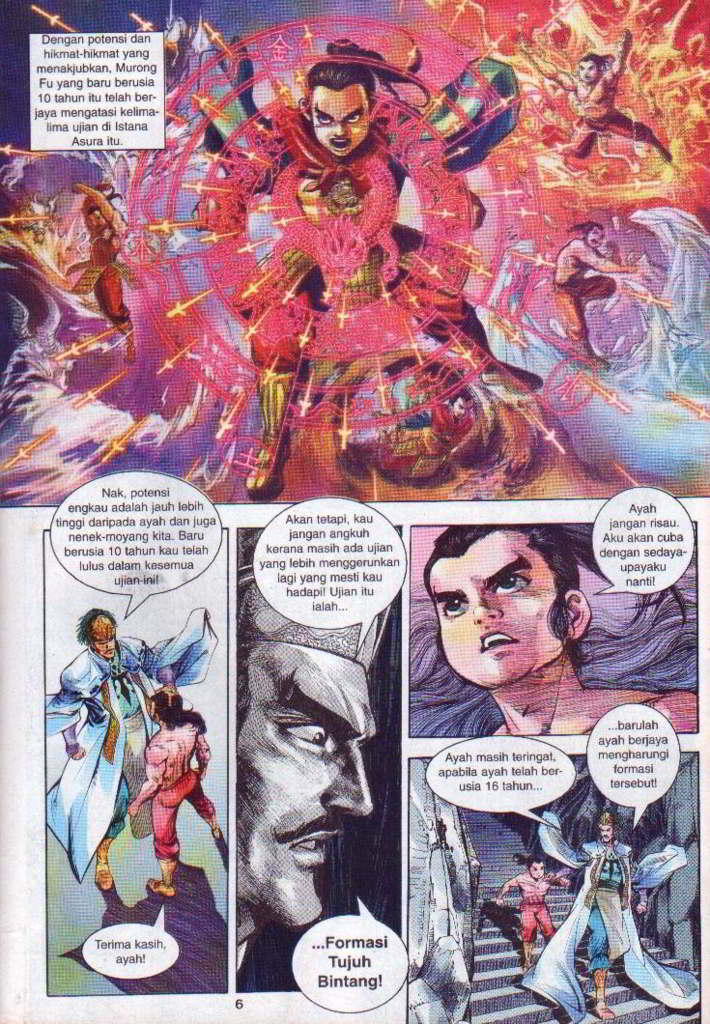 Dengan potensi dan
hikmat-hikmat yang
menakjubkan, Murong
Fu yang baru berusia
10 tahun itu telah ber-
jaya mengatasi kelima-
lima ujian di Istana
Asura itu.
金
Nak, potensi
engkau adalah jauh lebih
tinggi daripada ayah dan juga
nenek-moyang kita. Baru
berusia 10 tahun kau telah
lulus dalam kesemua
ujian-ini!
Terima kasih,
ayah!
Akan tetapi, kau
jangan angkuh
kerana masih ada ujian
yang lebih menggerunkan
lagi yang mesti kau
hadapi! Ujian itu
ialah...
...Formasi
Tujuh
Bintang!
Ayah
jangan risau.
Aku akan cuba
dengan sedaya-
upayaku
nanti!
Ayah masih teringat,
apabila ayah telah ber-
usia 16 tahun...
...barulah
ayah berjaya
mengharungi
formasi
tersebut!
6